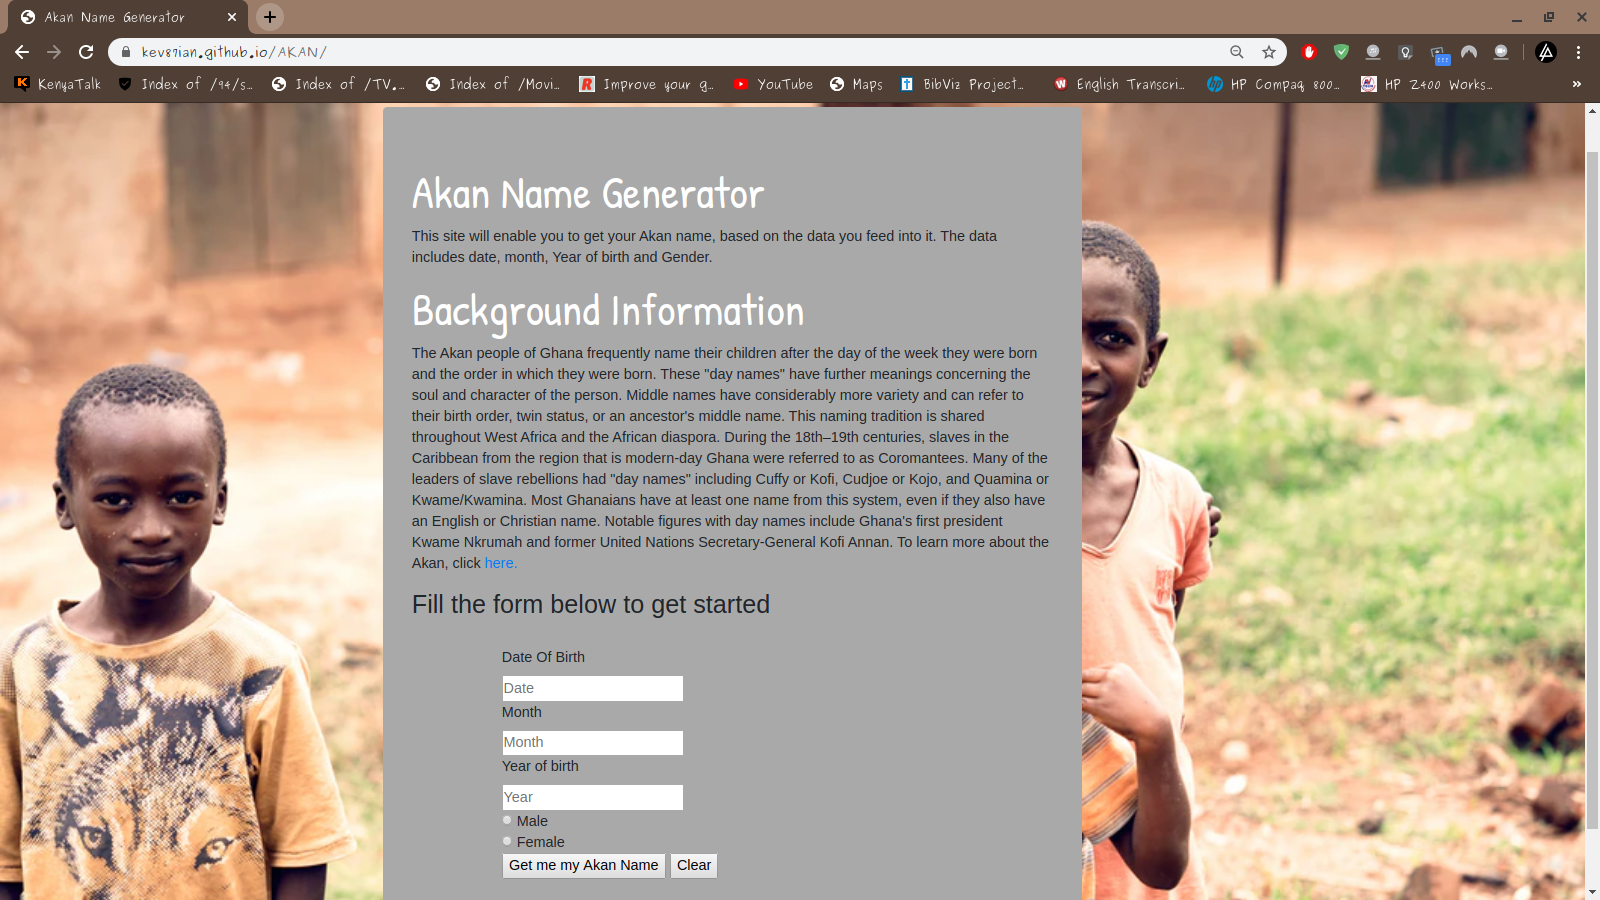 Akan Name Generator
kev87ian.github.io/AKAN/
KenyaTalk
Index of /94/s...
Index of /TV....
Index of /Movi...
Improve your g...
YouTube
Maps
BibViz Project...
English Transcri...
HP Compaq 800...
HP Z400 Works...
»
Akan Name Generator
This site will enable you to get your Akan name, based on the data you feed into it. The data
includes date, month, Year of birth and Gender.
Background Information
The Akan people of Ghana frequently name their children after the day of the week they were born
and the order in which they were born. These "day names" have further meanings concerning the
soul and character of the person. Middle names have considerably more variety and can refer to
their birth order, twin status, or an ancestor's middle name. This naming tradition is shared
throughout West Africa and the African diaspora. During the 18th–19th centuries, slaves in the
Caribbean from the region that is modern-day Ghana were referred to as Coromantees. Many of the
leaders of slave rebellions had "day names" including Cuffy or Kofi, Cudjoe or Kojo, and Quamina or
Kwame/Kwamina. Most Ghanaians have at least one name from this system, even if they also have
an English or Christian name. Notable figures with day names include Ghana's first president
Kwame Nkrumah and former United Nations Secretary-General Kofi Annan. To learn more about the
Akan, click here.
Fill the form below to get started
Date Of Birth
Date
Month
Month
Year of birth
Year
Male
Female
Get me my Akan Name
Clear